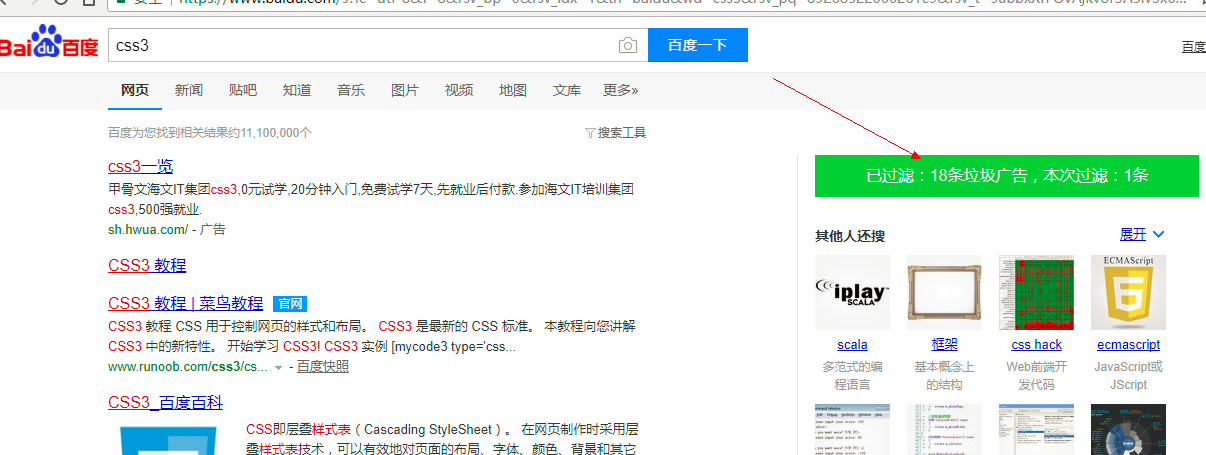 Bai du 百度
css3
百度一下
百度
网页 新闻 贴吧 知道 音乐 图片 视频 地图 文库 更多»
百度为您找到相关结果约11,100,000个
搜索工具
css3一览
甲骨文海文IT集团css3,0元试学,20分钟入门,免费试学7天,先就业后付款.参加海文IT培训集团
css3,500强就业.
sh.hwua.com/ - 广告
CSS3 教程
CSS3 教程 | 菜鸟教程 官网
CSS3 教程 CSS 用于控制网页的样式和布局。 CSS3 是最新的 CSS 标准。 本教程向您讲解
CSS3 中的新特性。 开始学习 CSS3! CSS3 实例 [mycode3 type='css...
www.runoob.com/css3/cs... - 百度快照
CSS3_百度百科
CSS即层叠样式表（Cascading StyleSheet）。 在网页制作时采用层
叠样式表技术，可以有效地对页面的布局、字体、颜色、背景和其它
已过滤：18条垃圾广告，本次过滤：1条
其他人还搜
展开
iplay
SCALA
ECMAScript
scala
框架
css hack
ecmascript
多范式的编
程语言
基本概念上
的结构
Web前端开
发代码
JavaScript或
JScript